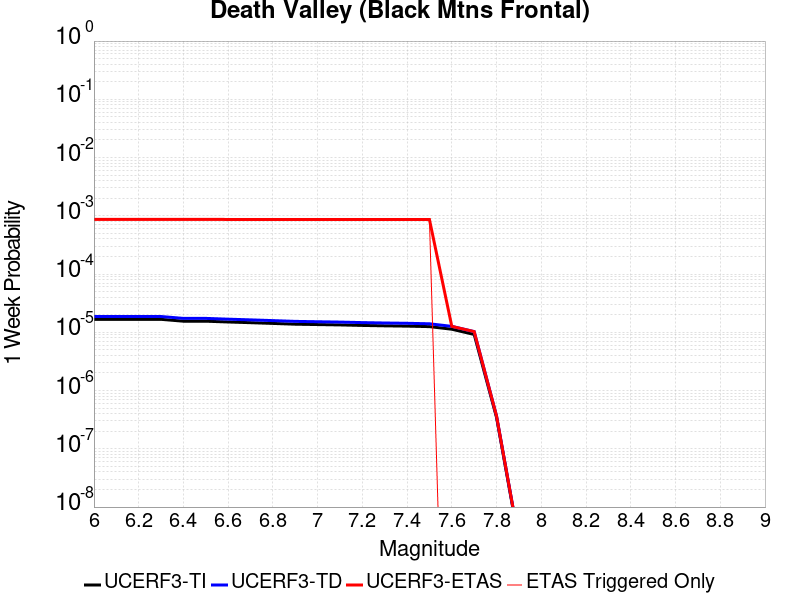 Death Valley (Black Mtns Frontal)
10 0
10 -1
10 -2
10 -3
10 -4
10 -5
10 -6
10 -7
10 -8
1 Week Probability
6 6.2 6.4 6.6 6.8 7 7.2 7.4 7.6 7.8 8 8.2 8.4 8.6 8.8 9
Magnitude
UCERF3-TI UCERF3-TD UCERF3-ETAS ETAS Triggered Only